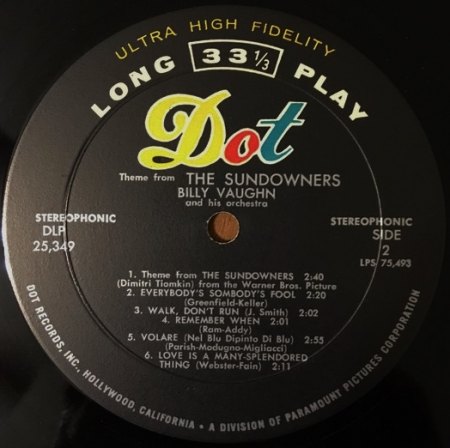 ULTRA HIGH FIDELITY
LONG 33 1/3 PLAY
Dot
Theme from THE SUNDOWNERS
BILLY VAUGHN
and his orchestra
STEREOPHONIC
DLP
25,349
STEREOPHONIC
SIDE
2
LPS 75,493
1. Theme from THE SUNDOWNERS 2:40
(Dimitri Tiomkin) from the Warner Bros. Picture
2. EVERYBODY'S SOMBODY'S FOOL 2:20
(Greenfield-Keller)
3. WALK, DON'T RUN (J. Smith) 2:02
4. REMEMBER WHEN 2:01
(Ram-Addy)
5. VOLARE (Nel Blu Dipinto Di Blu) 2:55
(Parish-Modugno-Migliacci)
6. LOVE IS A MANY-SPLENDORED
THING (Webster-Fain) 2:11
DOT RECORDS, INC., HOLLYWOOD, CALIFORNIA • A DIVISION OF PARAMOUNT PICTURES CORPORATION